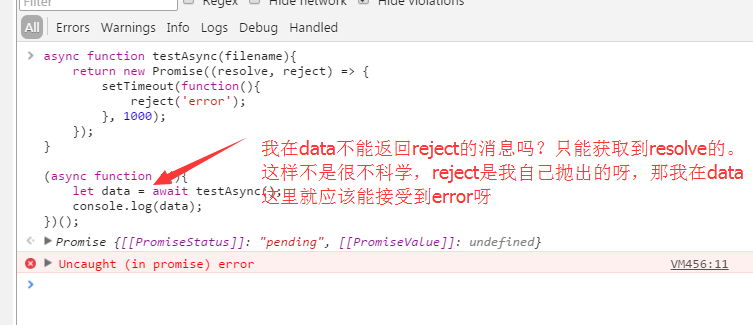 Filter Regex Hide network Hide violations
All Errors Warnings Info Logs Debug Handled
async function testAsync(filename){
return new Promise((resolve, reject) => {
setTimeout(function(){
reject('error');
}, 1000);
});
}
我在data不能返回reject的消息吗？只能获取到resolve的。
这样不是很不科学，reject是我自己抛出的呀，那我在data
这里就应该能接受到error呀
(async function {
let data = await testAsync();
console.log(data);
})();
Promise {[[PromiseStatus]]: "pending", [[PromiseValue]]: undefined}
Uncaught (in promise) error VM456:11